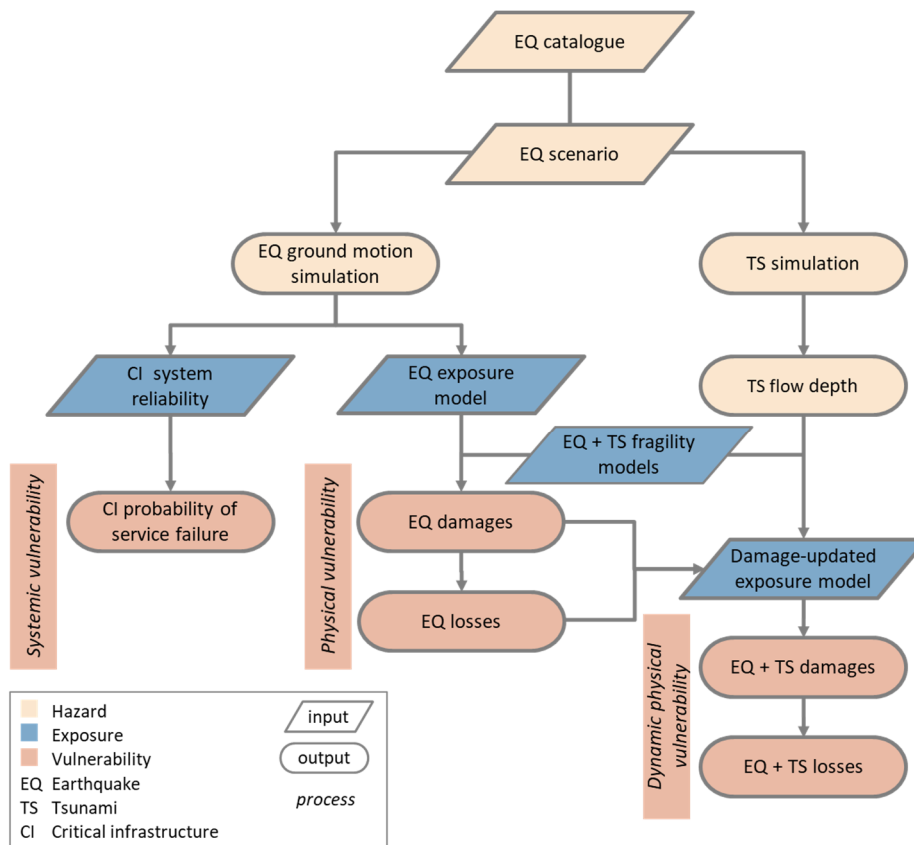 EQ catalogue
EQ scenario
EQ ground motion
simulation
TS simulation
CI system
reliability
EQ exposure
model
TS flow depth
EQ + TS fragility
models
Systemic vulnerability
CI probability of
service failure
Physical vulnerability
EQ damages
Damage-updated
exposure model
EQ losses
Dynamic physical
vulnerability
EQ + TS damages
EQ + TS losses
Hazard
Exposure
Vulnerability
EQ Earthquake
TS Tsunami
CI Critical infrastructure
input
output
process